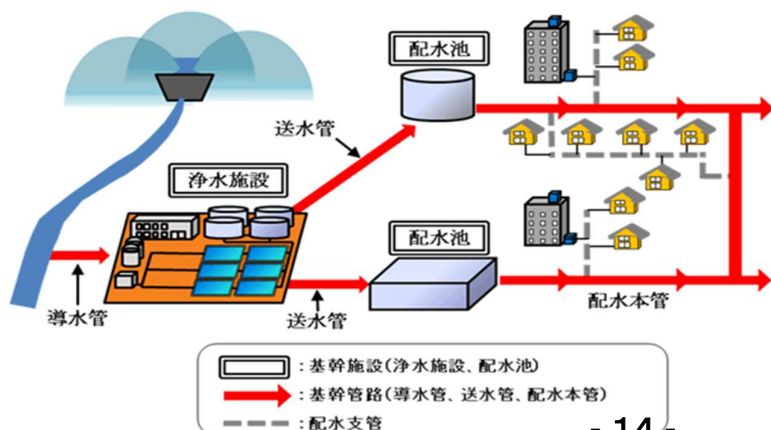 配水池
送水管
浄水施設
配水池
導水管
送水管
配水本管
：基幹施設(浄水施設、配水池)
：基幹管路(導水管、送水管、配水本管)
：配水支管
- 14 -